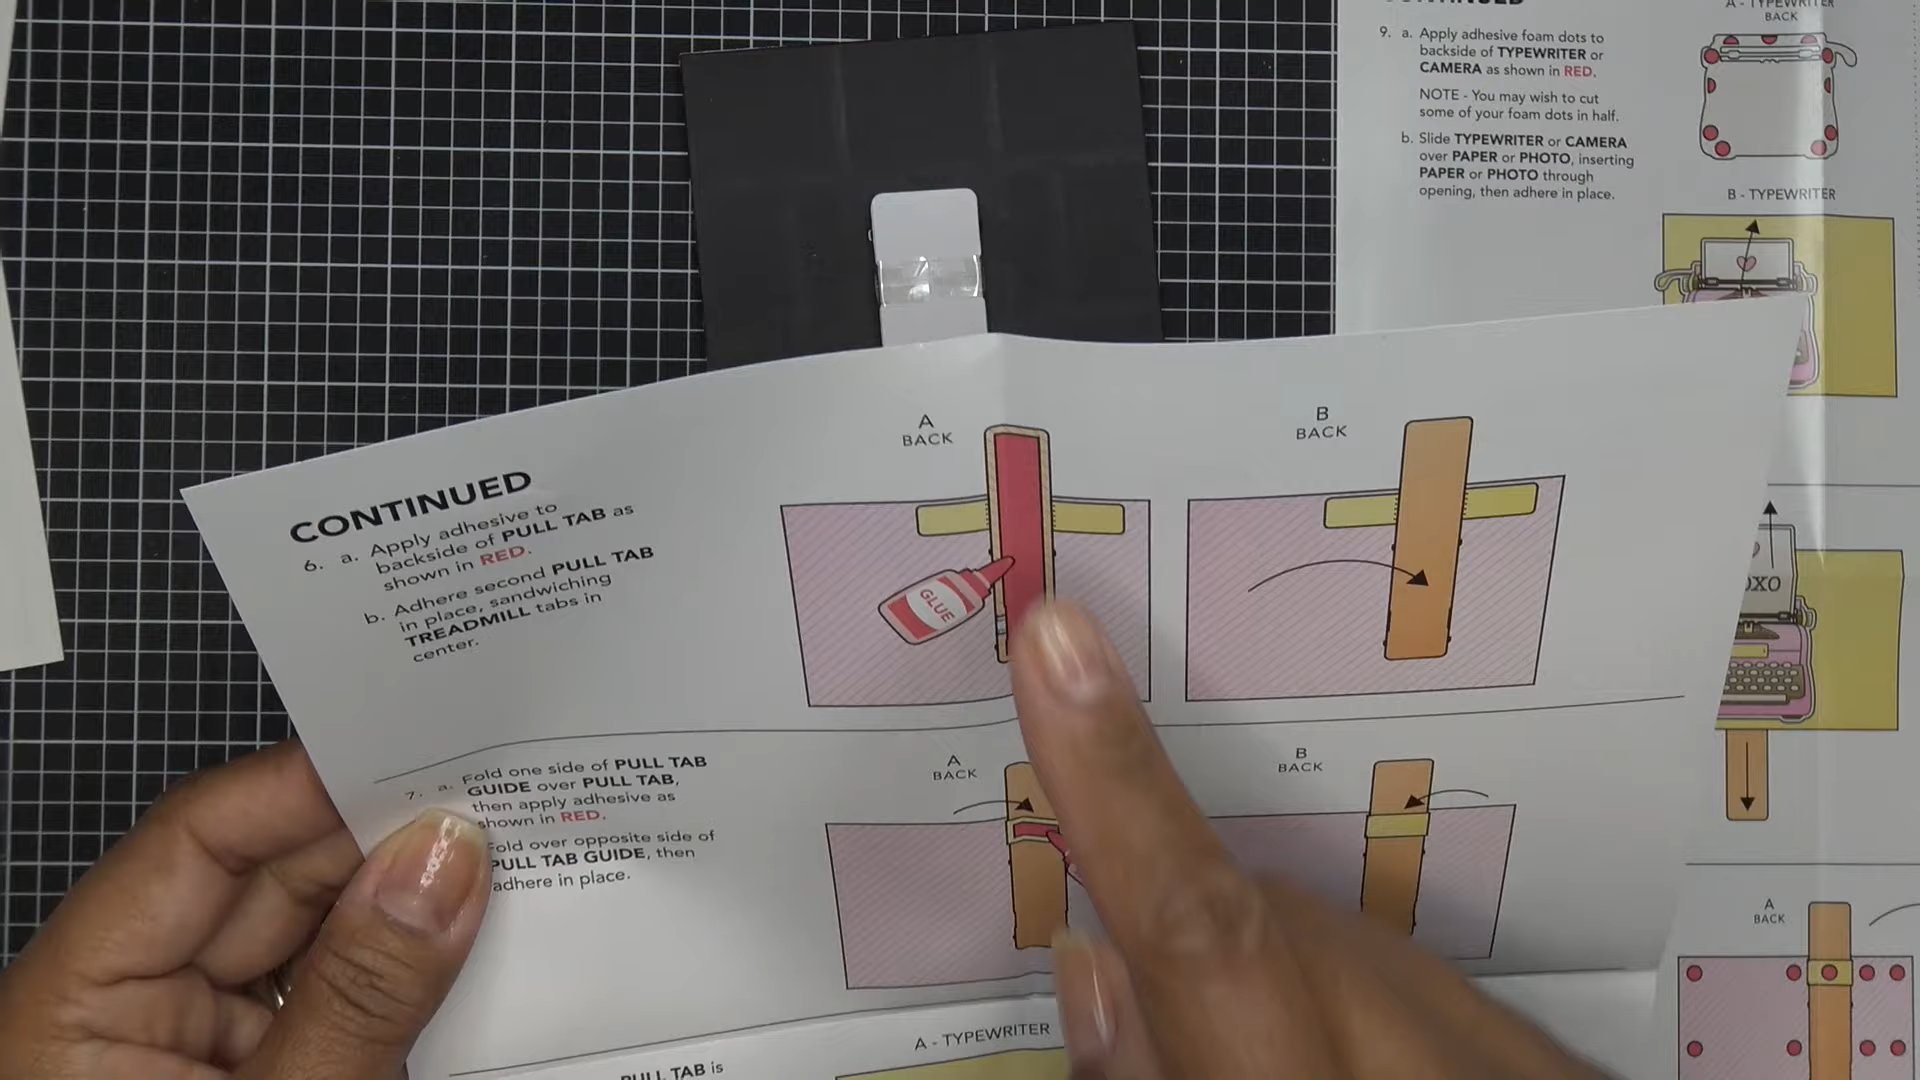 CONTINUED
6. a. Apply adhesive to
backside of PULL TAB as
shown in RED.
b. Adhere second PULL TAB
in place, sandwiching
TREADMILL tabs in
center.
A
BACK
GLUE
B
BACK
7. a. Fold one side of PULL TAB
GUIDE over PULL TAB,
then apply adhesive as
shown in RED.
Fold over opposite side of
PULL TAB GUIDE, then
adhere in place.
A
BACK
B
BACK
PULL TAB is
A - TYPEWRITER
CONTINUED
9. a. Apply adhesive foam dots to
backside of TYPEWRITER or
CAMERA as shown in RED.
NOTE - You may wish to cut
some of your foam dots in half.
b. Slide TYPEWRITER or CAMERA
over PAPER or PHOTO, inserting
PAPER or PHOTO through
opening, then adhere in place.
A - TYPEWRITER
BACK
B - TYPEWRITER
OXO
A
BACK